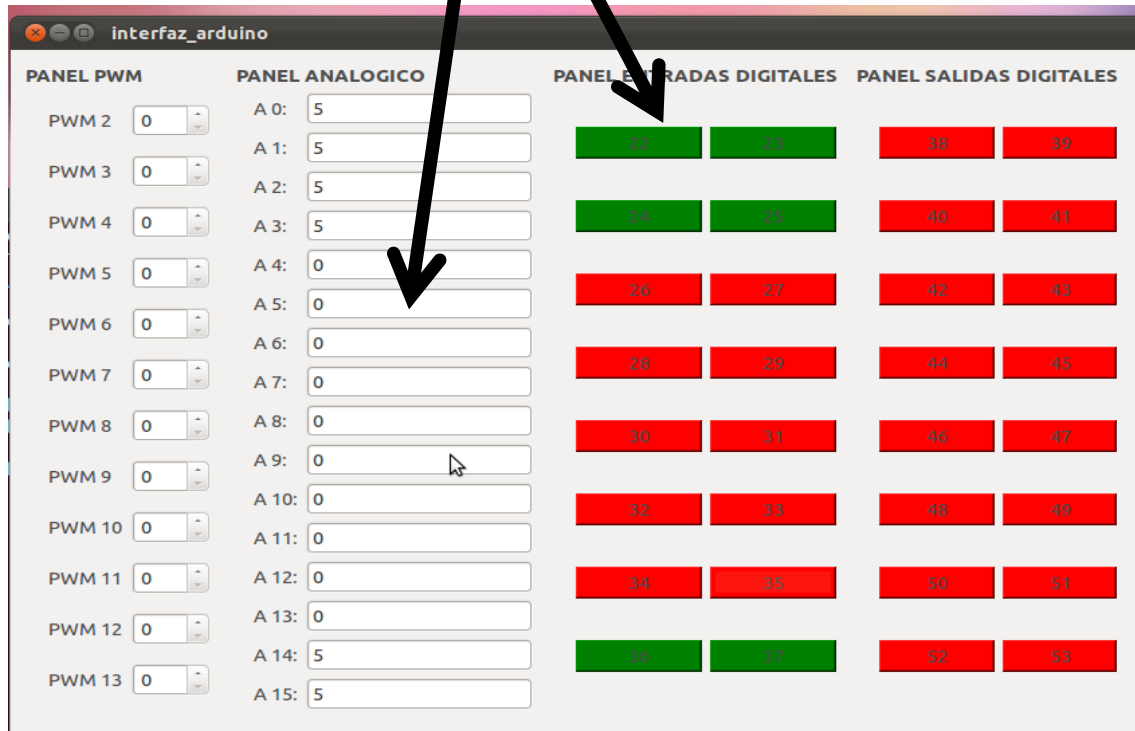 interfaz_arduino
PANEL PWM
PWM 2 0
PWM 3 0
PWM 4 0
PWM 5 0
PWM 6 0
PWM 7 0
PWM 8 0
PWM 9 0
PWM 10 0
PWM 11 0
PWM 12 0
PWM 13 0
PANEL ANALOGICO
A 0: 5
A 1: 5
A 2: 5
A 3: 5
A 4: 0
A 5: 0
A 6: 0
A 7: 0
A 8: 0
A 9: 0
A 10: 0
A 11: 0
A 12: 0
A 13: 0
A 14: 5
A 15: 5
PANEL ENTRADAS DIGITALES
22 23
24 25
26 27
28 29
30 31
32 33
34 35
36 37
PANEL SALIDAS DIGITALES
38 39
40 41
42 43
44 45
46 47
48 49
50 51
52 53